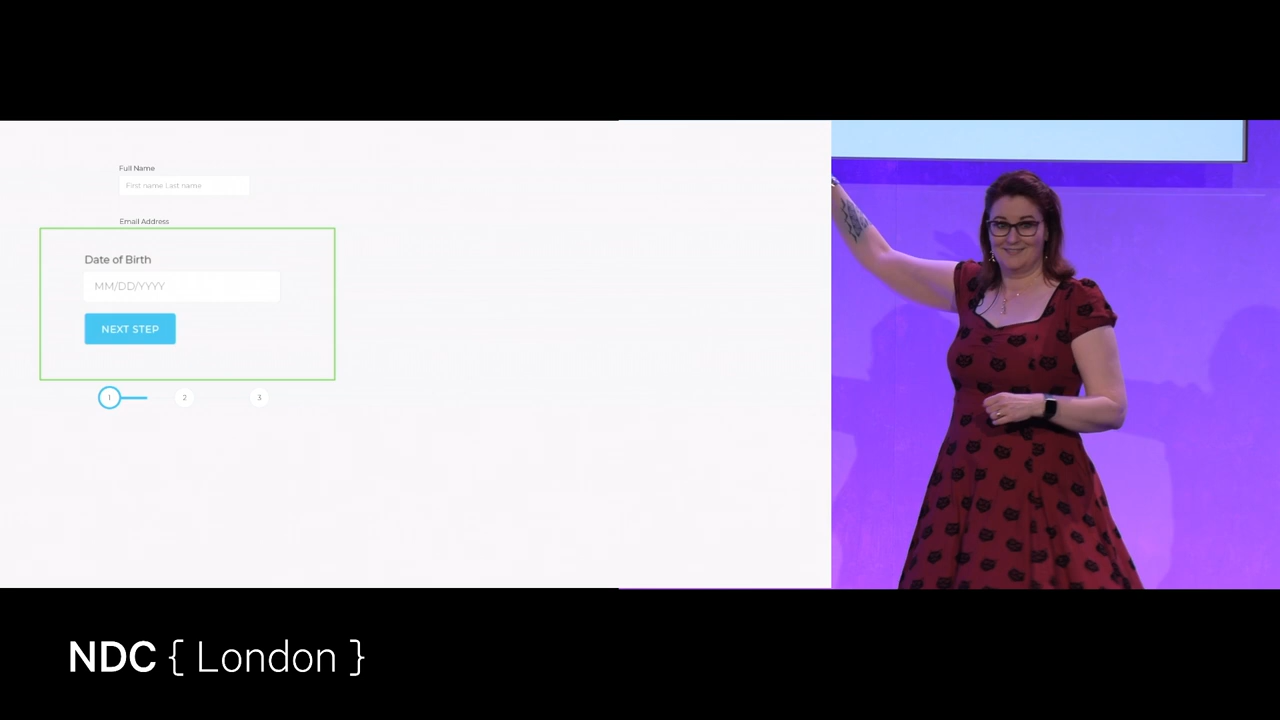 Full Name
First name Last name
Email Address
Date of Birth
MM/DD/YYYY
NEXT STEP
1
2
3
NDC { London }